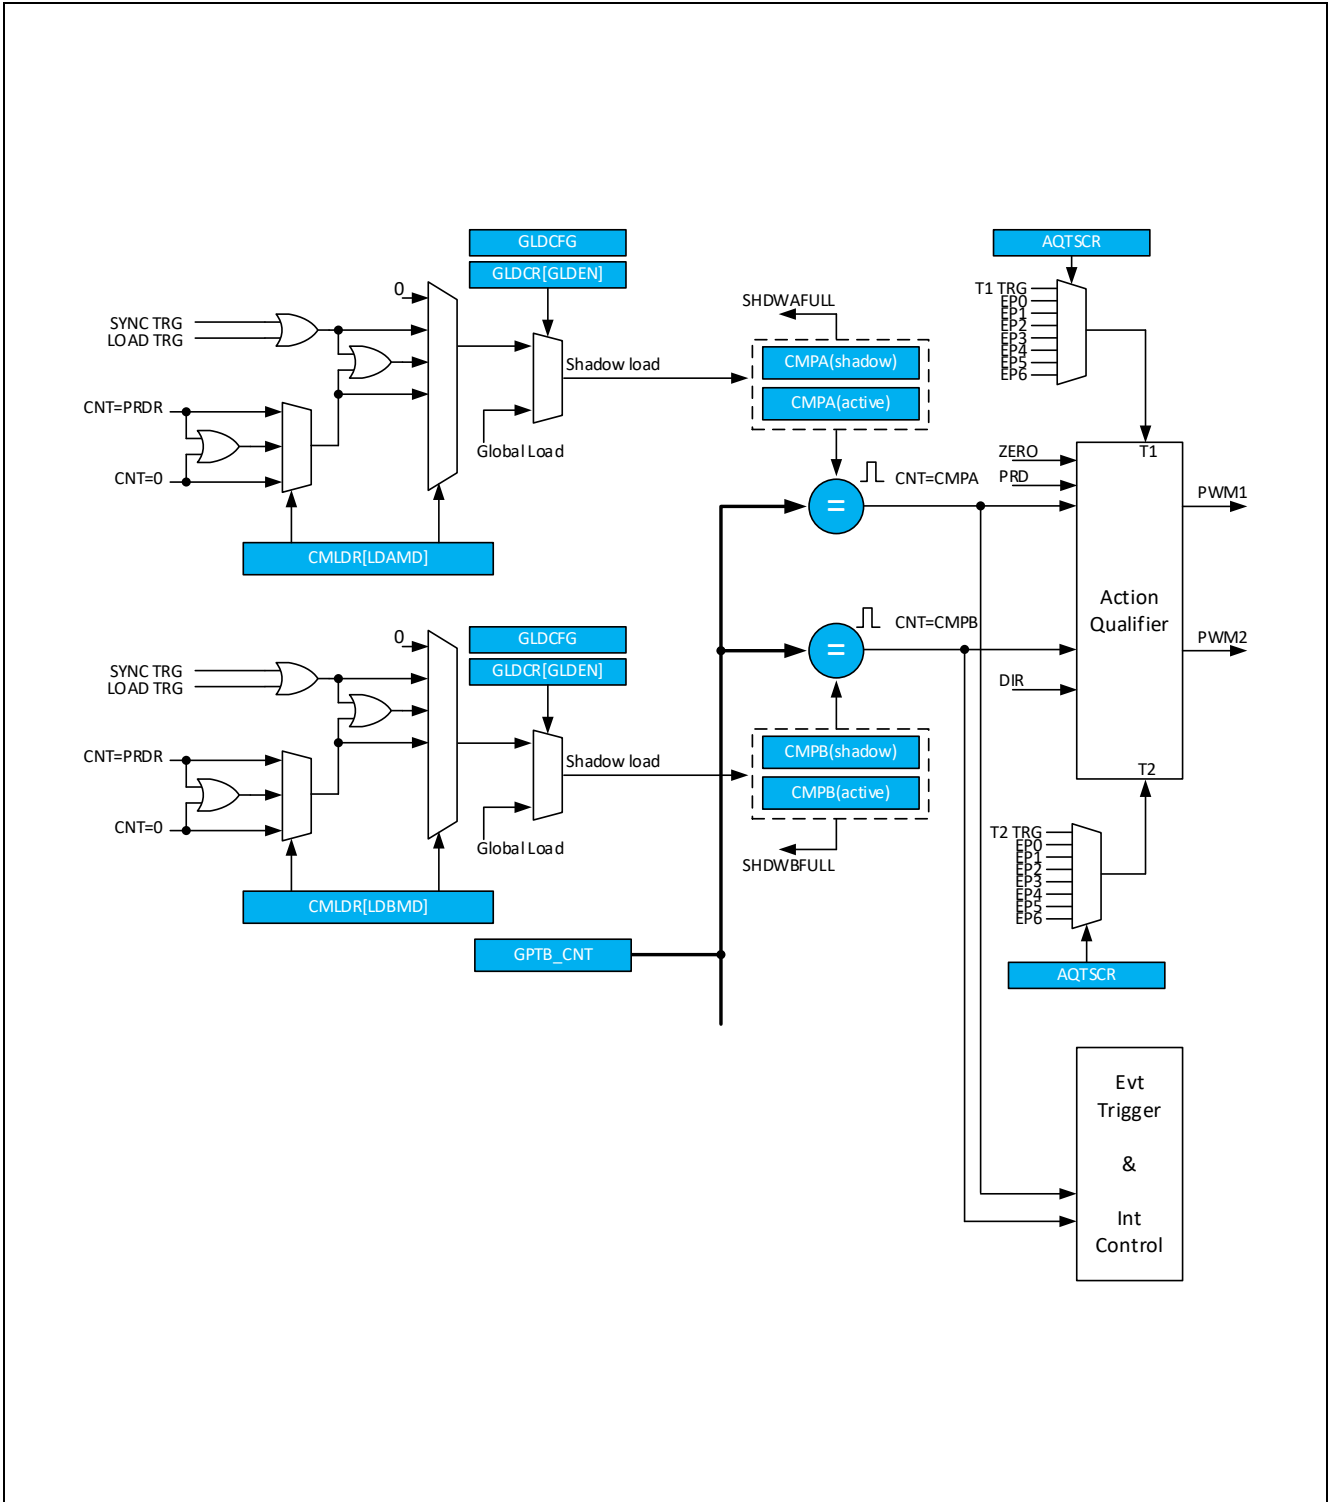 GLDCFG
GLDCR[GLDEN]
AQTSCR
0
T1 TRG
EP0
EP1
EP2
EP3
EP4
EP5
EP6
SHDWAFULL
SYNC TRG
LOAD TRG
Shadow load
CMPA(shadow)
CMPA(active)
CNT=PRDR
CNT=0
Global Load
T1
ZERO
PRD
CNT=CMPA
=
PWM1
CMLDR[LDAMD]
Action
Qualifier
CNT=CMPB
=
PWM2
DIR
GLDCFG
GLDCR[GLDEN]
0
SYNC TRG
LOAD TRG
CNT=PRDR
CNT=0
Shadow load
Global Load
CMPB(shadow)
CMPB(active)
SHDWBFULL
T2
T2 TRG
EP0
EP1
EP2
EP3
EP4
EP5
EP6
CMLDR[LDBMD]
GPTB_CNT
AQTSCR
Evt
Trigger
&
Int
Control